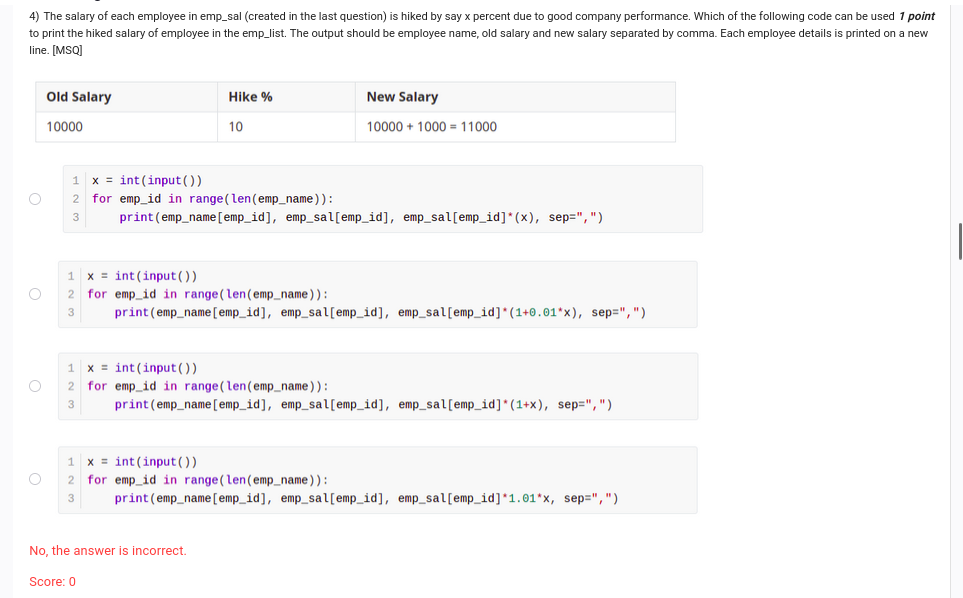 4) The salary of each employee in emp_sal (created in the last question) is hiked by say x percent due to good company performance. Which of the following code can be used 1 point
to print the hiked salary of employee in the emp_list. The output should be employee name, old salary and new salary separated by comma. Each employee details is printed on a new
line. [MSQ]
Old Salary Hike % New Salary
10000 10 10000 + 1000 = 11000
1 x = int(input())
2 for emp_id in range(len(emp_name)):
3 print(emp_name[emp_id], emp_sal[emp_id], emp_sal[emp_id]*(x), sep=",")
1 x = int(input())
2 for emp_id in range(len(emp_name)):
3 print(emp_name[emp_id], emp_sal[emp_id], emp_sal[emp_id]*(1+0.01*x), sep=",")
1 x = int(input())
2 for emp_id in range(len(emp_name)):
3 print(emp_name[emp_id], emp_sal[emp_id], emp_sal[emp_id]*(1+x), sep=",")
1 x = int(input())
2 for emp_id in range(len(emp_name)):
3 print(emp_name[emp_id], emp_sal[emp_id], emp_sal[emp_id]*1.01*x, sep=",")
No, the answer is incorrect.
Score: 0